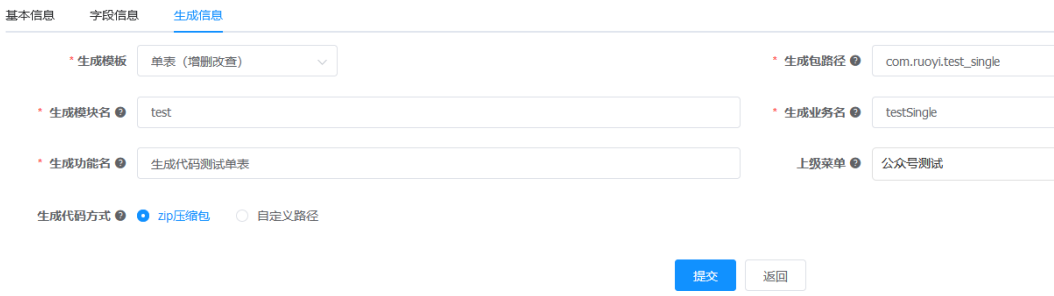 基本信息 字段信息 生成信息
* 生成模板 单表（增删改查） * 生成包路径 com.ruoyi.test_single
* 生成模块名 test * 生成业务名 testSingle
* 生成功能名 生成代码测试单表 上级菜单 公众号测试
生成代码方式 zip压缩包 自定义路径
提交 返回